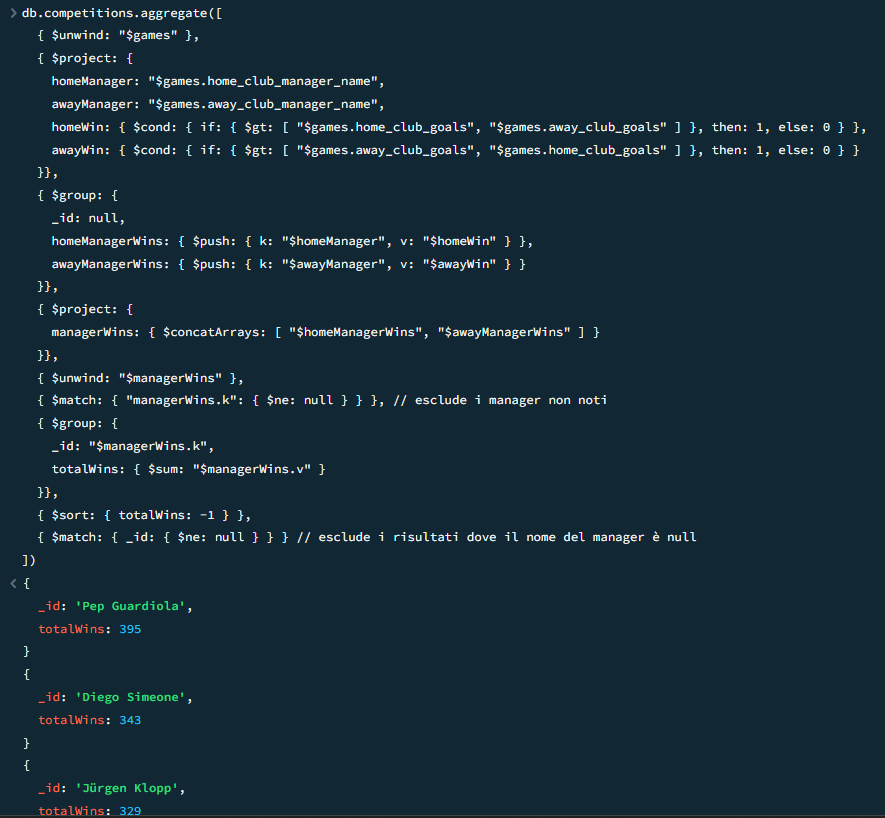 db.competitions.aggregate([
{ $unwind: "$games" },
{ $project: {
homeManager: "$games.home_club_manager_name",
awayManager: "$games.away_club_manager_name",
homeWin: { $cond: { if: { $gt: [ "$games.home_club_goals", "$games.away_club_goals" ] }, then: 1, else: 0 } },
awayWin: { $cond: { if: { $gt: [ "$games.away_club_goals", "$games.home_club_goals" ] }, then: 1, else: 0 } }
}},
{ $group: {
_id: null,
homeManagerWins: { $push: { k: "$homeManager", v: "$homeWin" } },
awayManagerWins: { $push: { k: "$awayManager", v: "$awayWin" } }
}},
{ $project: {
managerWins: { $concatArrays: [ "$homeManagerWins", "$awayManagerWins" ] }
}},
{ $unwind: "$managerWins" },
{ $match: { "managerWins.k": { $ne: null } } }, // esclude i manager non noti
{ $group: {
_id: "$managerWins.k",
totalWins: { $sum: "$managerWins.v" }
}},
{ $sort: { totalWins: -1 } },
{ $match: { _id: { $ne: null } } } // esclude i risultati dove il nome del manager è null
])
{
_id: 'Pep Guardiola',
totalWins: 395
}
{
_id: 'Diego Simeone',
totalWins: 343
}
{
_id: 'Jürgen Klopp',
totalWins: 329